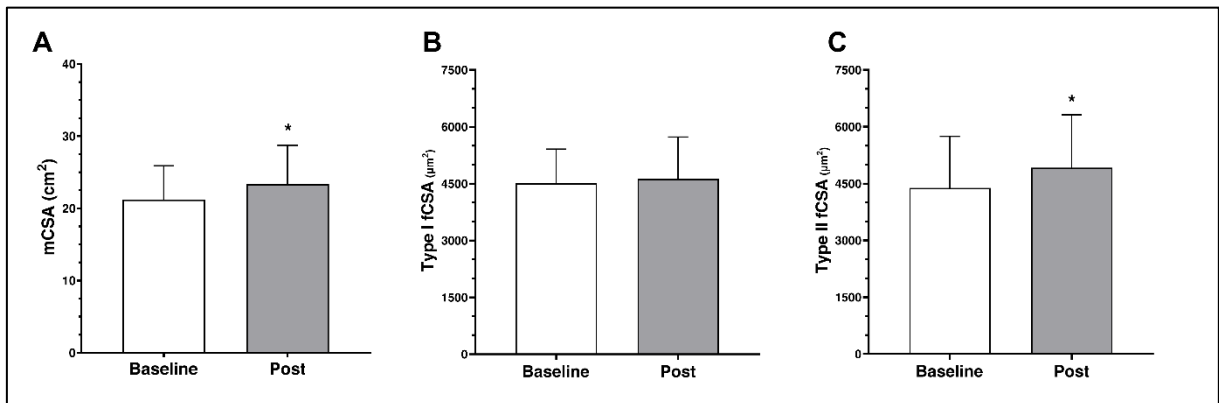 A
mCSA (cm²)
40
30
20
10
0
*
Baseline Post
B
Type I fCSA (µm²)
7500
6000
4500
3000
1500
0
Baseline Post
C
Type II fCSA (µm²)
7500
6000
4500
3000
1500
0
*
Baseline Post